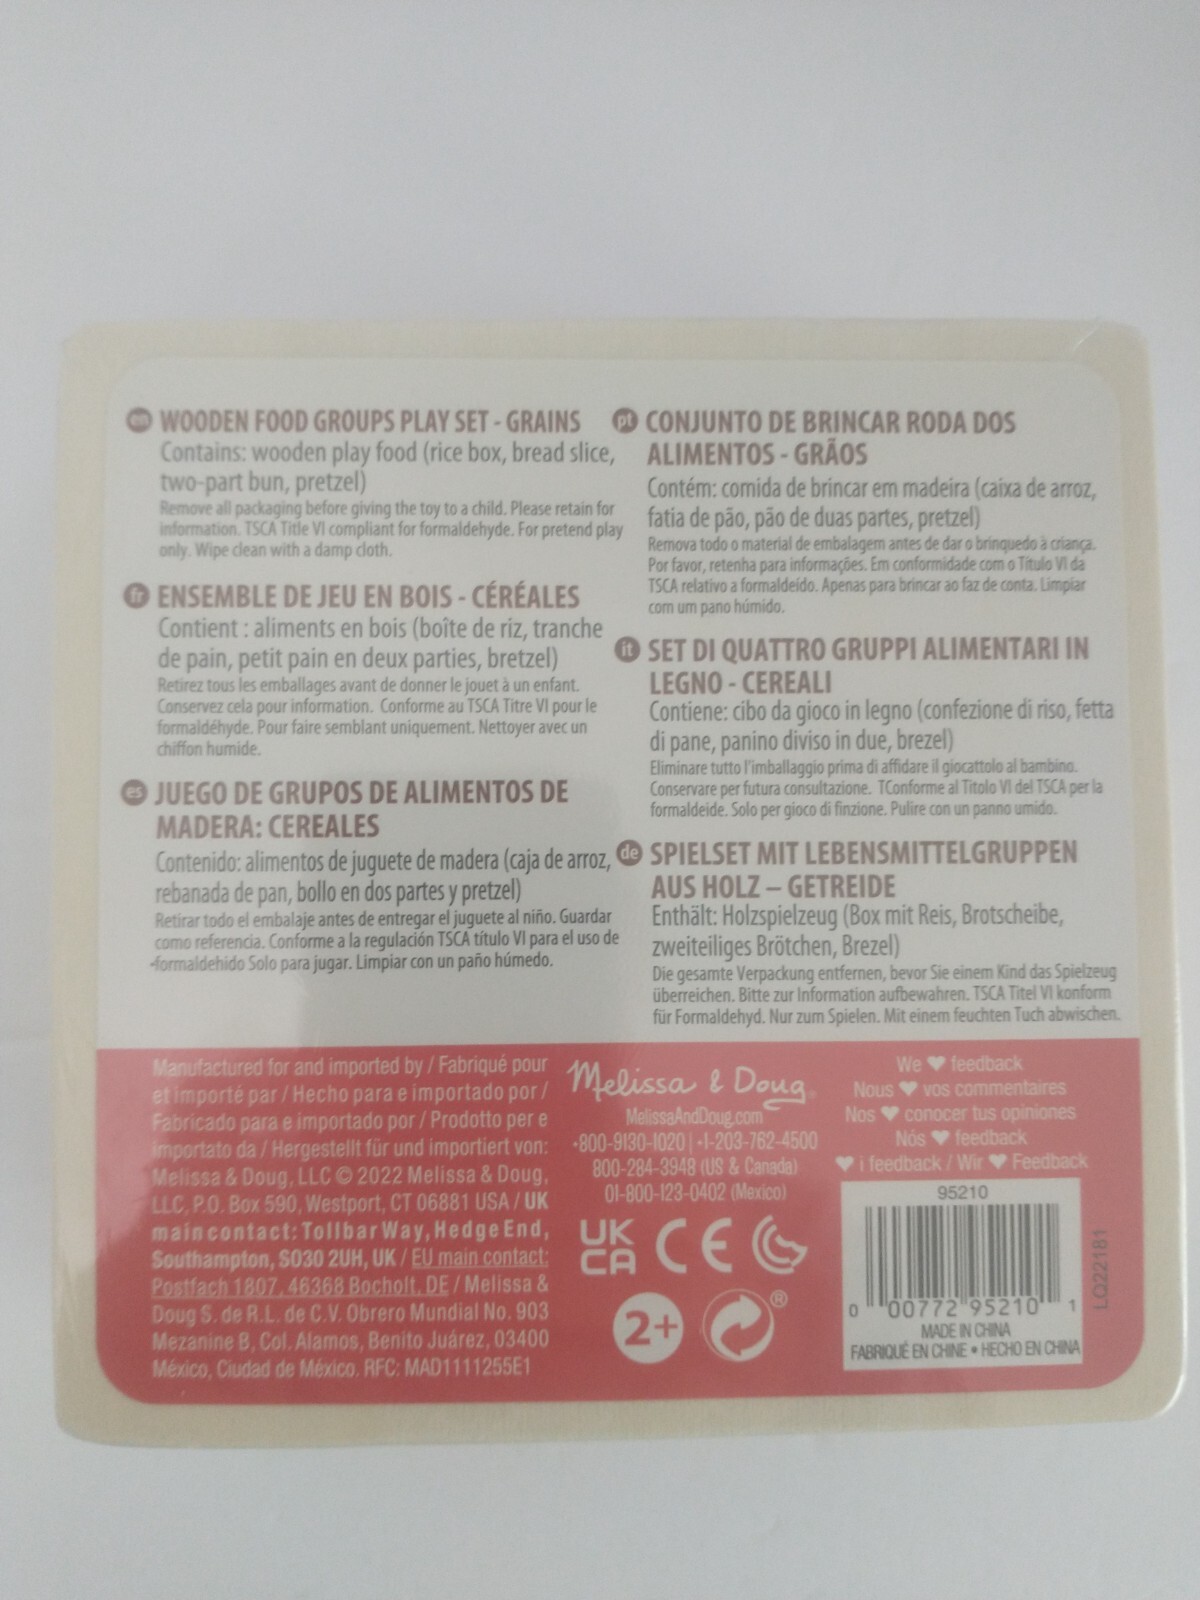 en WOODEN FOOD GROUPS PLAY SET - GRAINS
Contains: wooden play food (rice box, bread slice,
two-part bun, pretzel)
Remove all packaging before giving the toy to a child. Please retain for
information. TSCA Title VI compliant for formaldehyde. For pretend play
only. Wipe clean with a damp cloth.
fr ENSEMBLE DE JEU EN BOIS - CÉRÉALES
Contient : aliments en bois (boîte de riz, tranche
de pain, petit pain en deux parties, bretzel)
Retirez tous les emballages avant de donner le jouet à un enfant.
Conservez cela pour information. Conforme au TSCA Titre VI pour le
formaldéhyde. Pour faire semblant uniquement. Nettoyer avec un
chiffon humide.
es JUEGO DE GRUPOS DE ALIMENTOS DE
MADERA: CEREALES
Contenido: alimentos de juguete de madera (caja de arroz,
rebanada de pan, bollo en dos partes y pretzel)
Retirar todo el embalaje antes de entregar el juguete al niño. Guardar
como referencia. Conforme a la regulación TSCA título VI para el uso de
formaldehido Solo para jugar. Limpiar con un paño húmedo.
pt CONJUNTO DE BRINCAR RODA DOS
ALIMENTOS - GRÃOS
Contém: comida de brincar em madeira (caixa de arroz,
fatia de pão, pão de duas partes, pretzel)
Remova todo o material de embalagem antes de dar o brinquedo à criança.
Por favor, retenha para informações. Em conformidade com o Título VI da
TSCA relativo a formaldeído. Apenas para brincar ao faz de conta. Limpiar
com um pano húmido.
it SET DI QUATTRO GRUPPI ALIMENTARI IN
LEGNO - CEREALI
Contiene: cibo da gioco in legno (confezione di riso, fetta
di pane, panino diviso in due, brezel)
Eliminare tutto l'imballaggio prima di affidare il giocattolo al bambino.
Conservare per futura consultazione. TConforme al Titolo VI del TSCA per la
formaldeide. Solo per gioco di finzione. Pulire con un panno umido.
de SPIELSET MIT LEBENSMITTELGRUPPEN
AUS HOLZ – GETREIDE
Enthält: Holzspielzeug (Box mit Reis, Brotscheibe,
zweiteiliges Brötchen, Brezel)
Die gesamte Verpackung entfernen, bevor Sie einem Kind das Spielzeug
überreichen. Bitte zur Information aufbewahren. TSCA Titel VI konform
für Formaldehyd. Nur zum Spielen. Mit einem feuchten Tuch abwischen.
Manufactured for and imported by / Fabriqué pour
et importé par / Hecho para e importado por /
Fabricado para e importado por / Prodotto per e
importato da / Hergestellt für und importiert von:
Melissa & Doug, LLC © 2022 Melissa & Doug,
LLC, P.O. Box 590, Westport, CT 06881 USA / UK
main contact: Tollbar Way, Hedge End,
Southampton, SO30 2UH, UK / EU main contact:
Postfach 1807, 46368 Bocholt, DE / Melissa &
Doug S. de R.L. de C.V. Obrero Mundial No. 903
Mezanine B, Col. Alamos, Benito Juárez, 03400
México, Ciudad de México. RFC: MAD1111255E1
Melissa & Doug®
MelissaAndDoug.com
+800-9130-1020 | +1-203-762-4500
800-284-3948 (US & Canada)
01-800-123-0402 (Mexico)
UK CA CE
2+ ®
We ♥ feedback
Nous ♥ vos commentaires
Nos ♥ conocer tus opiniones
Nós ♥ feedback
♥ i feedback / Wir ♥ Feedback
95210
0 00772 95210 1
MADE IN CHINA
FABRIQUÉ EN CHINE • HECHO EN CHINA
LQ22181